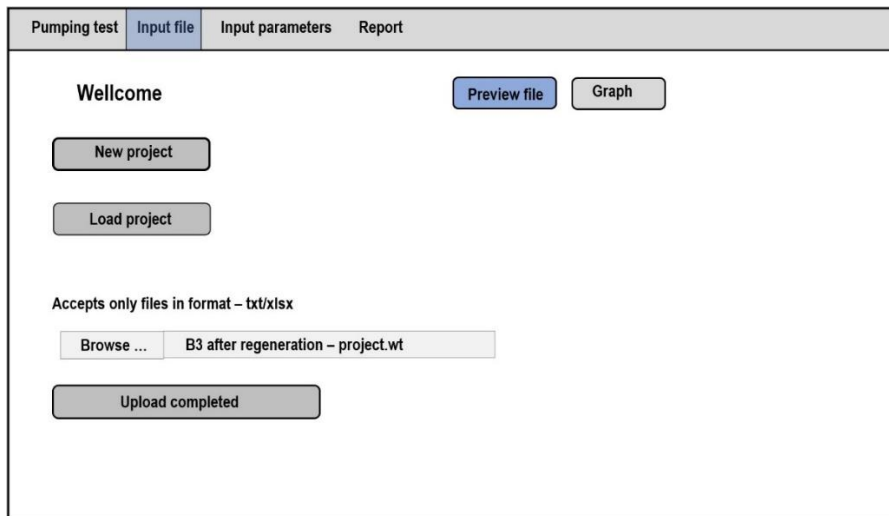 Pumping test Input file Input parameters Report
Wellcome
Preview file Graph
New project
Load project
Accepts only files in format – txt/xlsx
Browse ... B3 after regeneration – project.wt
Upload completed